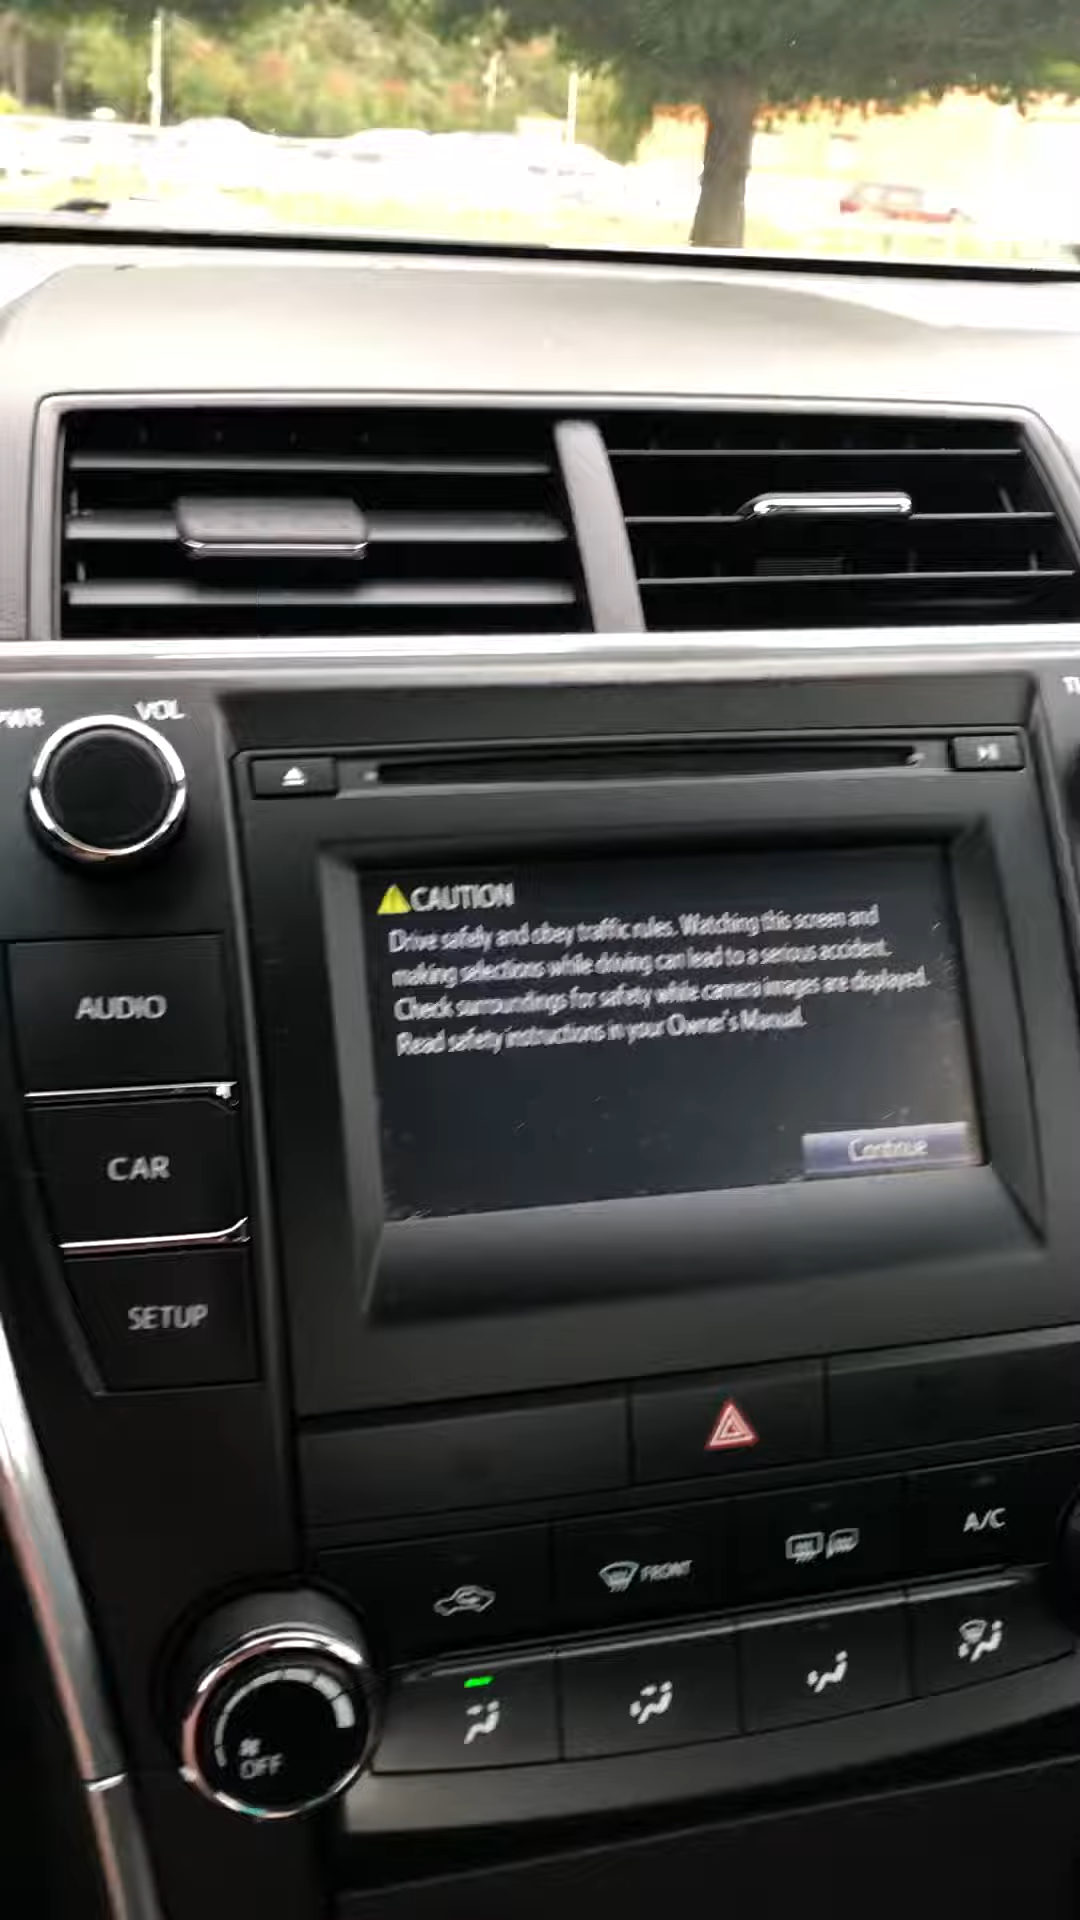 PWR VOL
CAUTION
Drive safely and obey traffic rules. Watching this screen and
making selections while driving can lead to a serious accident.
Check surroundings for safety while camera images are displayed.
Read safety instructions in your Owner's Manual.
Continue
AUDIO
CAR
SETUP
A/C
FRONT
OFF